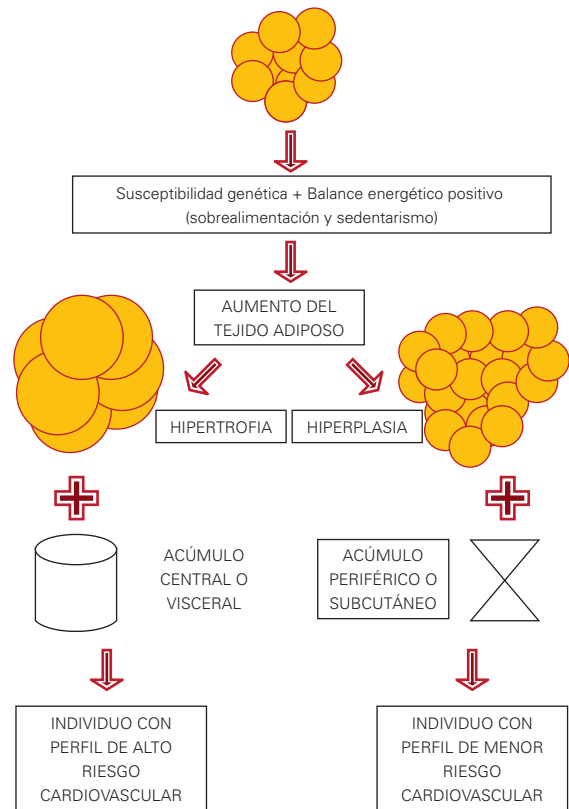 Susceptibilidad genética + Balance energético positivo
(sobrealimentación y sedentarismo)
AUMENTO DEL
TEJIDO ADIPOSO
HIPERTROFIA
HIPERPLASIA
ACÚMULO
CENTRAL O
VISCERAL
ACÚMULO
PERIFÉRICO O
SUBCUTÁNEO
INDIVIDUO CON
PERFIL DE ALTO
RIESGO
CARDIOVASCULAR
INDIVIDUO CON
PERFIL DE MENOR
RIESGO
CARDIOVASCULAR